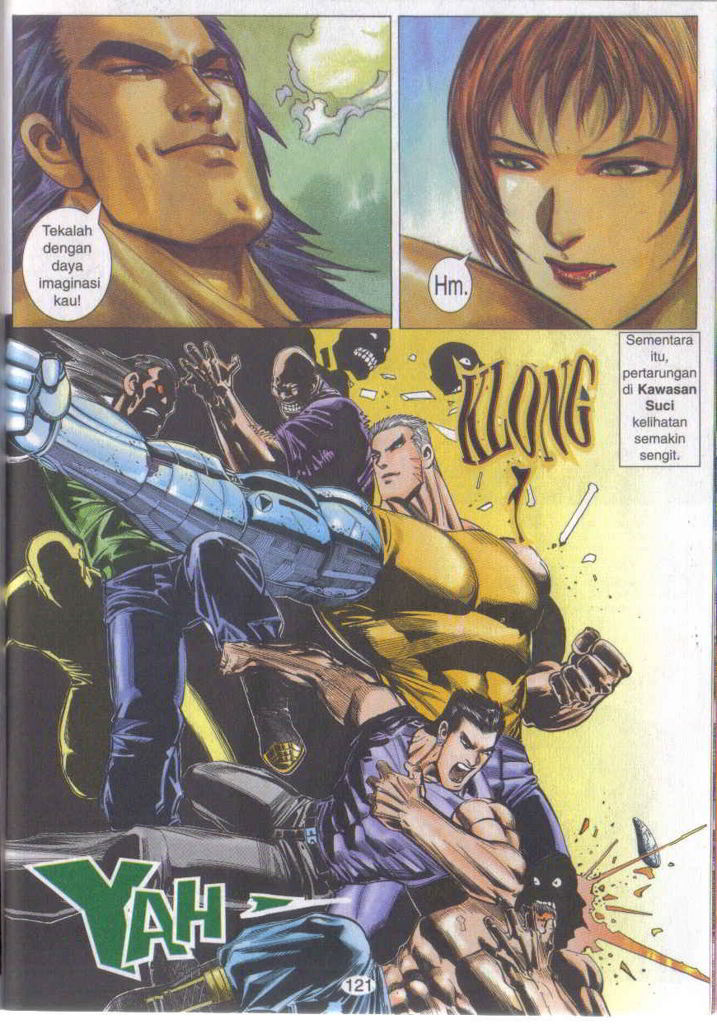 Tekalah
dengan
daya
imaginasi
kau!
Hm.
Sementara
itu,
pertarungan
di Kawasan
Suci
kelihatan
semakin
sengit.
KLONG
YAH
121